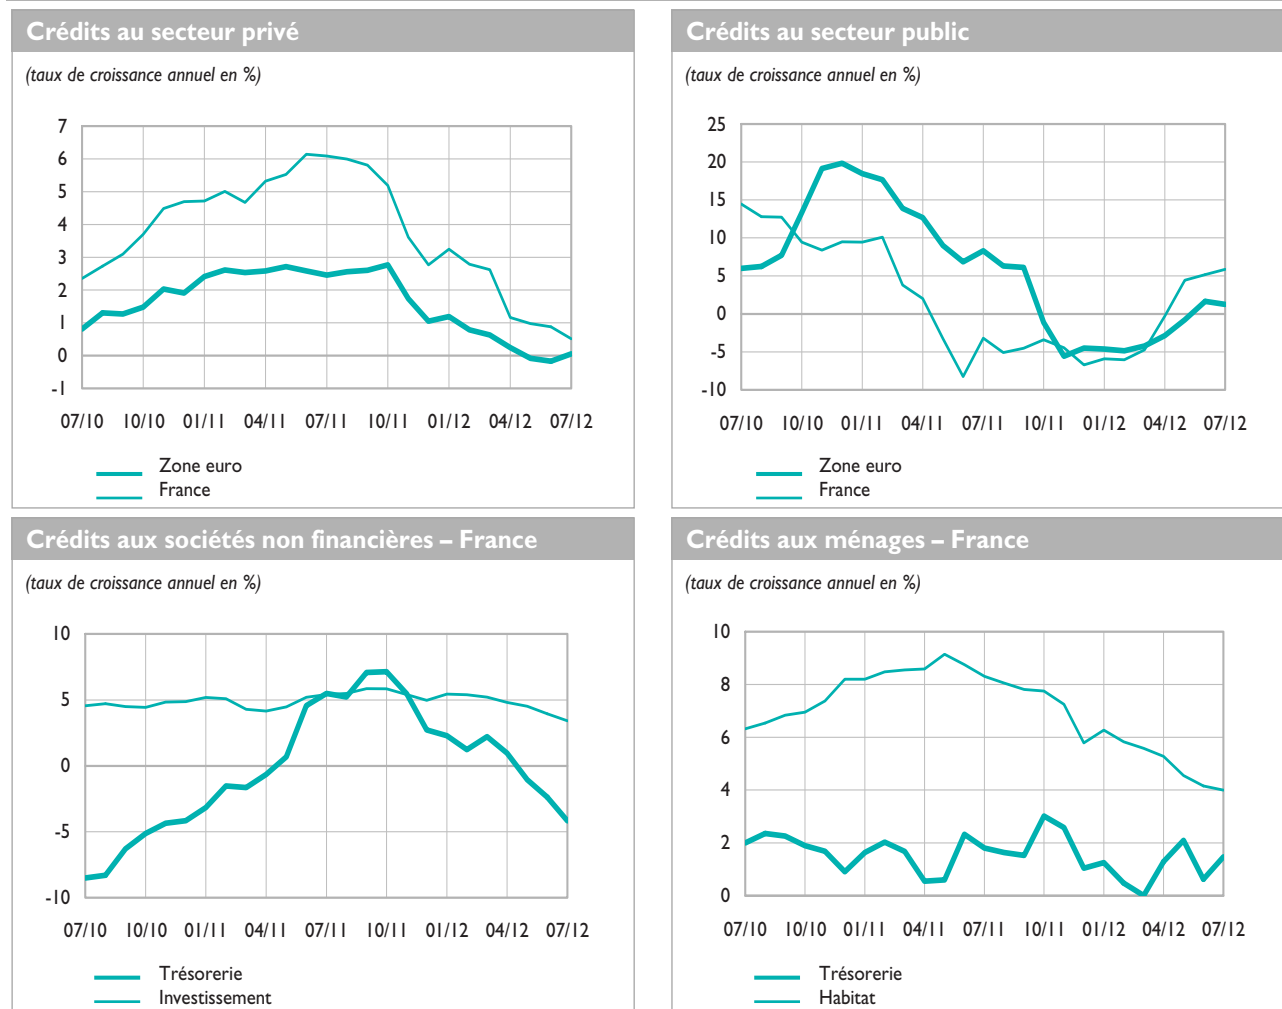 Crédits au secteur privé
(taux de croissance annuel en %)
7
6
5
4
3
2
1
0
-1
07/10 10/10 01/11 04/11 07/11 10/11 01/12 04/12 07/12
Zone euro
France
Crédits au secteur public
(taux de croissance annuel en %)
25
20
15
10
5
0
-5
-10
07/10 10/10 01/11 04/11 07/11 10/11 01/12 04/12 07/12
Zone euro
France
Crédits aux sociétés non financières – France
(taux de croissance annuel en %)
10
5
0
-5
-10
07/10 10/10 01/11 04/11 07/11 10/11 01/12 04/12 07/12
Trésorerie
Investissement
Crédits aux ménages – France
(taux de croissance annuel en %)
10
8
6
4
2
0
07/10 10/10 01/11 04/11 07/11 10/11 01/12 04/12 07/12
Trésorerie
Habitat